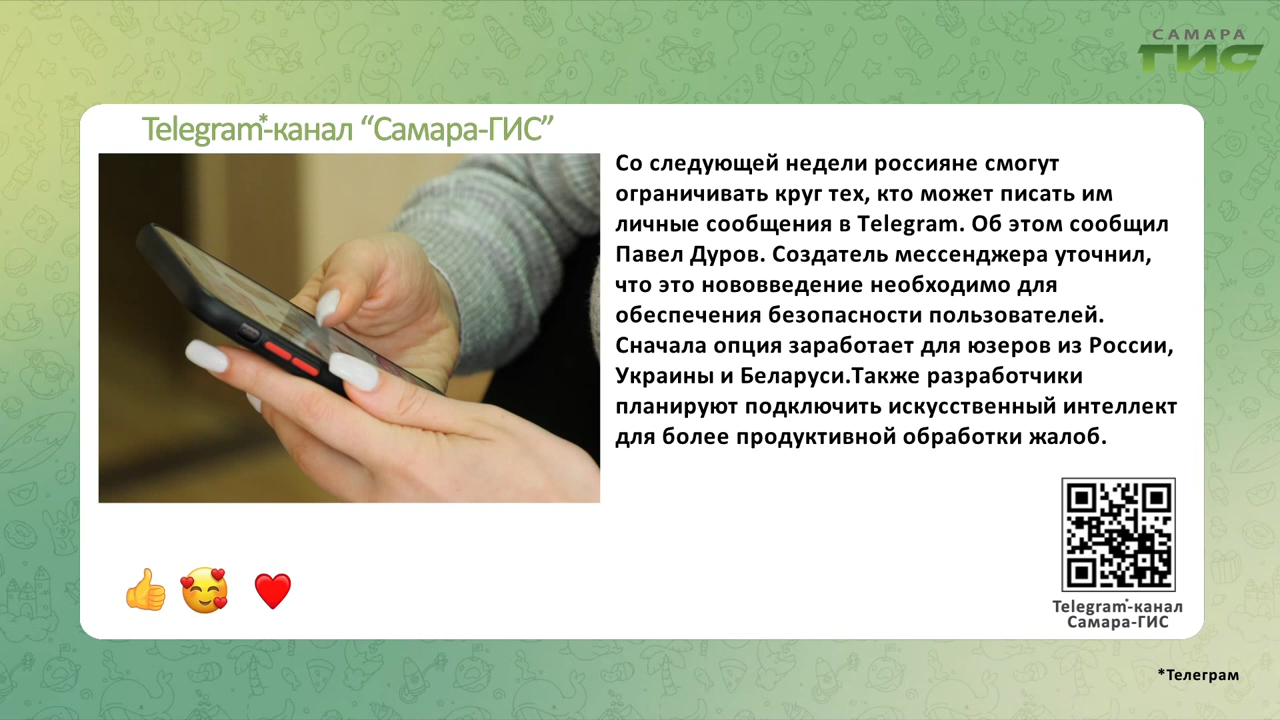 САМАРА
ГИС
Telegram*-канал “Самара-ГИС”
Со следующей недели россияне смогут
ограничивать круг тех, кто может писать им
личные сообщения в Telegram. Об этом сообщил
Павел Дуров. Создатель мессенджера уточнил,
что это нововведение необходимо для
обеспечения безопасности пользователей.
Сначала опция заработает для юзеров из России,
Украины и Беларуси.Также разработчики
планируют подключить искусственный интеллект
для более продуктивной обработки жалоб.
Telegram*-канал
Самара-ГИС
*Телеграм